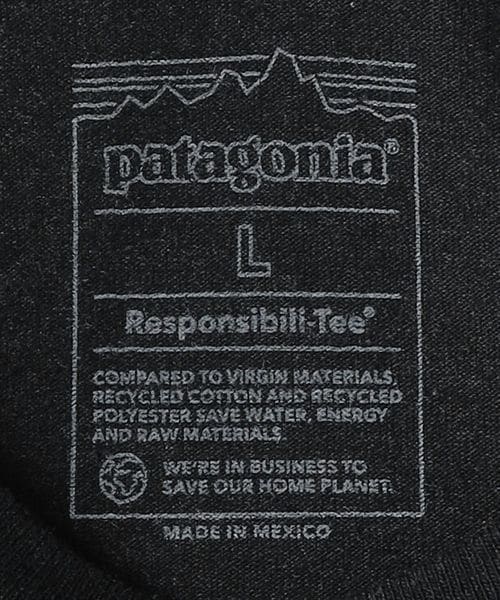 patagonia®
L
Responsibili-Tee®
COMPARED TO VIRGIN MATERIALS,
RECYCLED COTTON AND RECYCLED
POLYESTER SAVE WATER, ENERGY
AND RAW MATERIALS.
WE'RE IN BUSINESS TO
SAVE OUR HOME PLANET.
MADE IN MEXICO